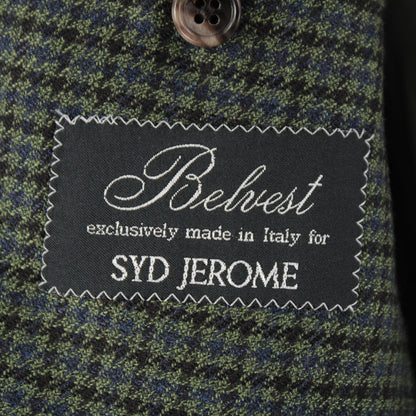 Belvest
exclusively made in Italy for
SYD JEROME